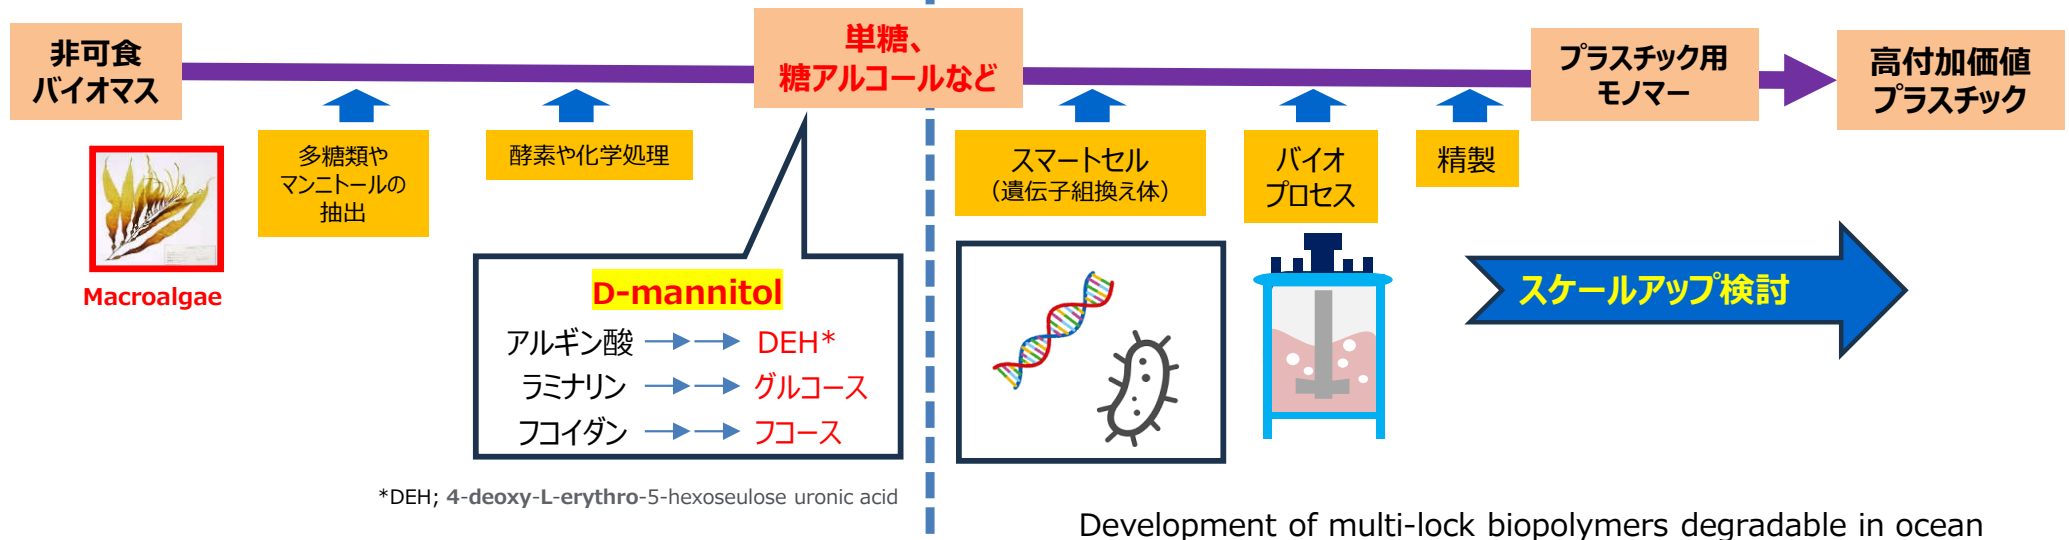 非可食
バイオマス
単糖、
糖アルコールなど
プラスチック用
モノマー
高付加価値
プラスチック
多糖類や
マンニトールの
抽出
酵素や化学処理
スマートセル
（遺伝子組換え体）
バイオ
プロセス
精製
Macroalgae
D-mannitol
アルギン酸 DEH*
ラミナリン グルコース
フコイダン フコース
スケールアップ検討
*DEH; 4-deoxy-L-erythro-5-hexoseulose uronic acid
Development of multi-lock biopolymers degradable in ocean